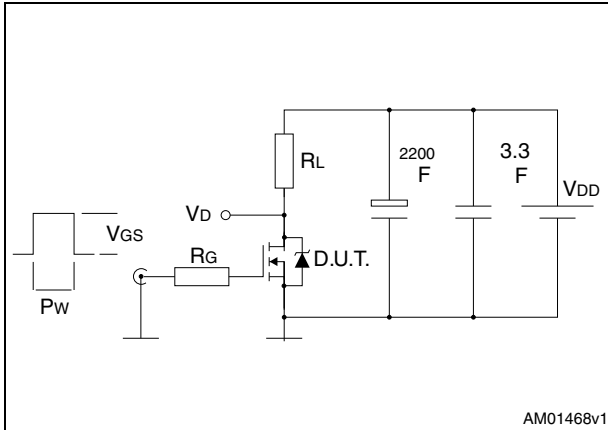 RL
2200
F
3.3
F
VDD
VD
VGS
RG
D.U.T.
PW
AM01468v1